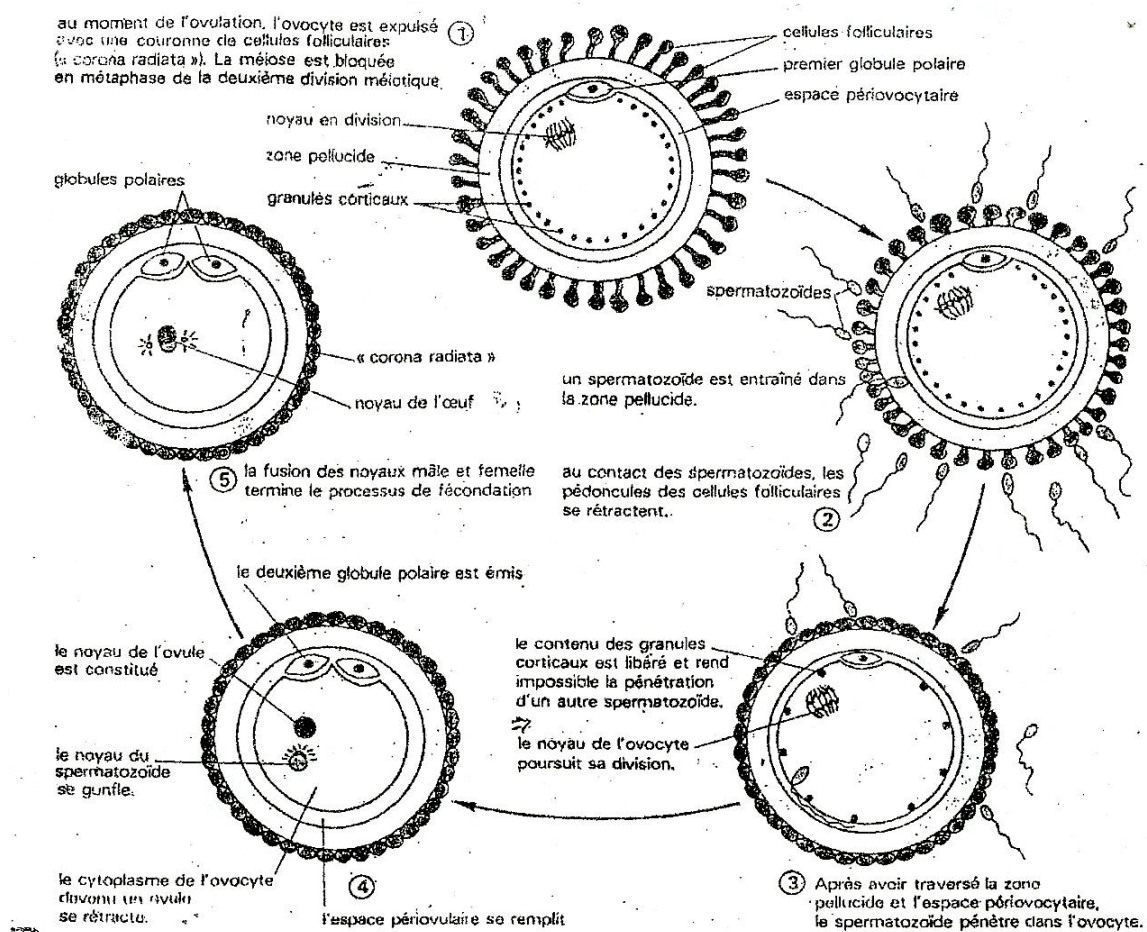 au moment de l'ovulation, l'ovocyte est expulsé
avec une couronne de cellules folliculaires
(« corona radiata »). La méiose est bloquée
en métaphase de la deuxième division méiotique.
①
cellules folliculaires
premier globule polaire
espace périovocytaire
noyau en division
zone pellucide
granules corticaux
globules polaires
« corona radiata »
noyau de l'œuf
spermatozoïdes
un spermatozoïde est entraîné dans
la zone pellucide.
au contact des spermatozoïdes, les
pédoncules des cellules folliculaires
se rétractent.
②
⑤ la fusion des noyaux mâle et femelle
termine le processus de fécondation
le deuxième globule polaire est émis
le noyau de l'ovule
est constitué
le noyau du
spermatozoïde
se gunfle.
le cytoplasme de l'ovocyte
devenu un ovule
se rétracte.
④
l'espace périovulaire se remplit
le contenu des granules
corticaux est libéré et rend
impossible la pénétration
d'un autre spermatozoïde.
le noyau de l'ovocyte
poursuit sa division.
③ Après avoir traversé la zone
pellucide et l'espace périovocytaire,
le spermatozoïde pénètre dans l'ovocyte.